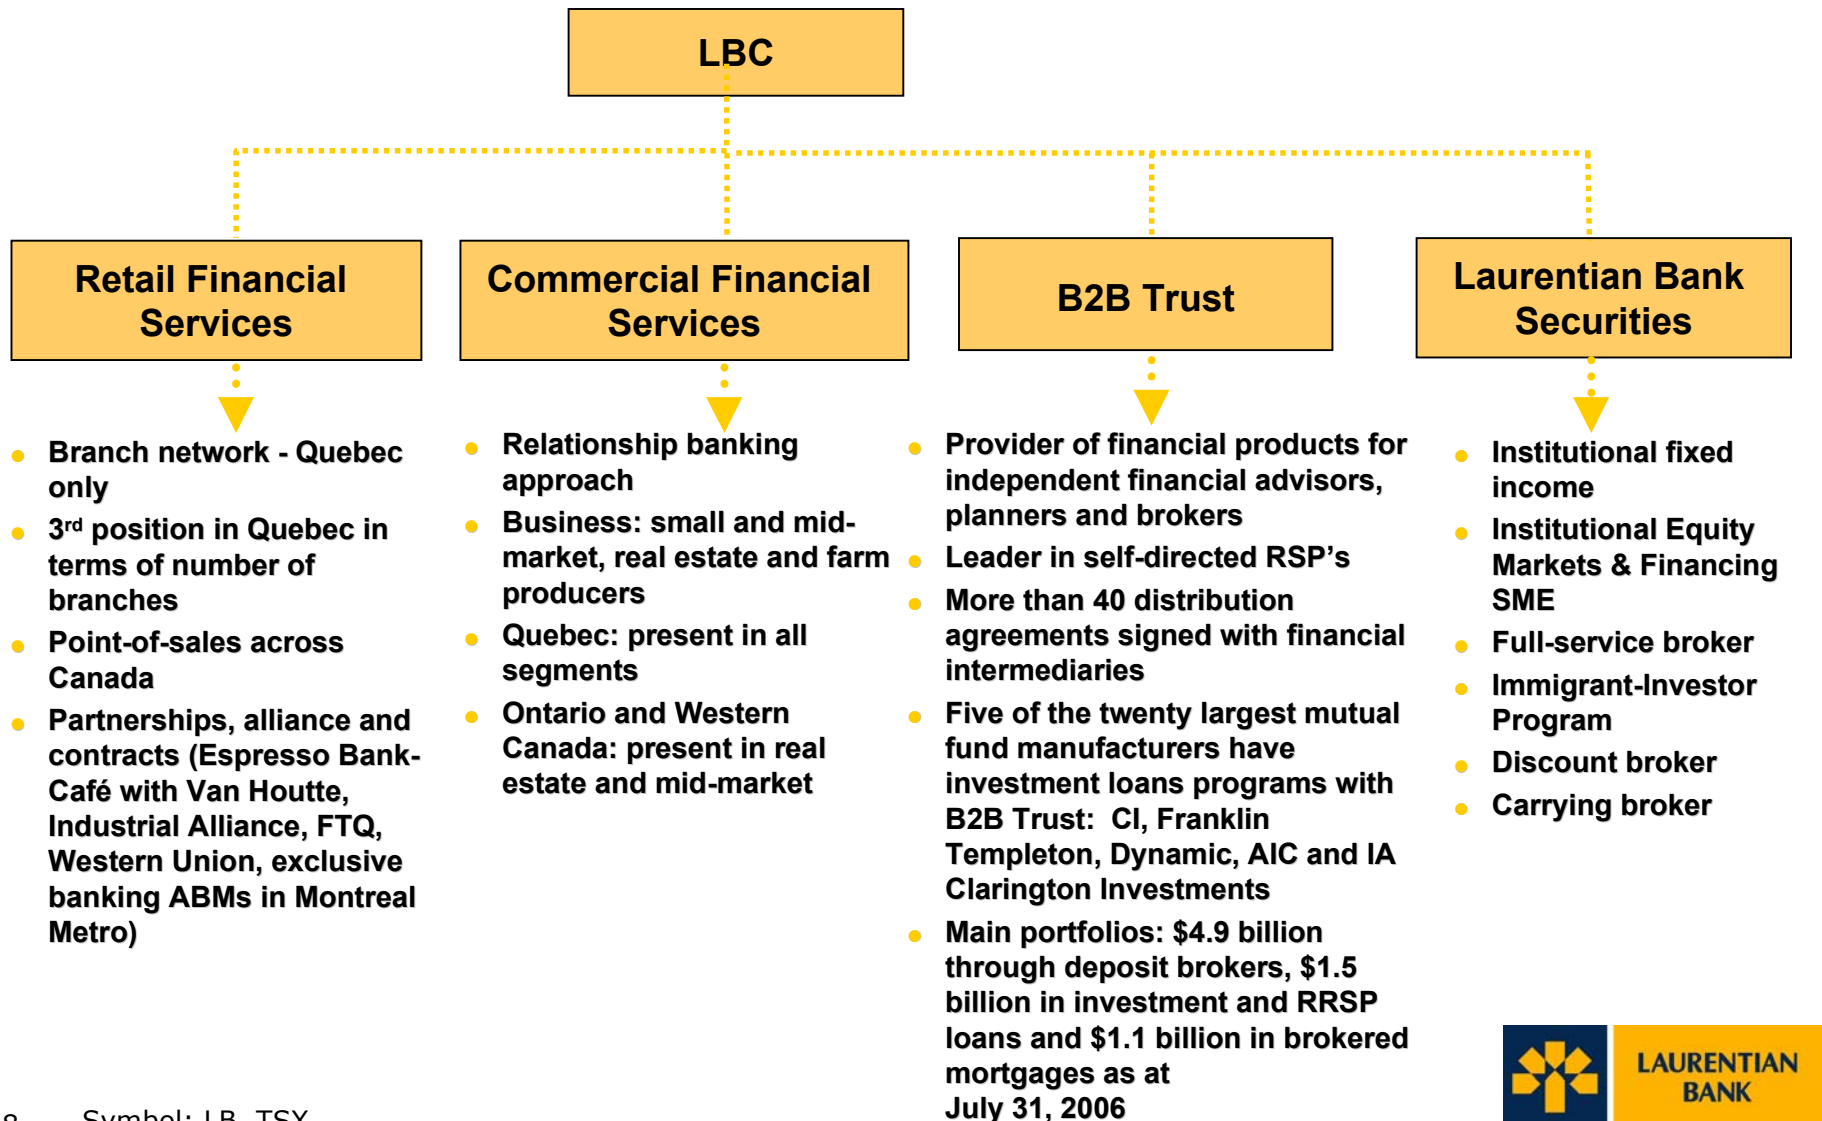 LBC
Retail Financial
Services
Commercial Financial
Services
B2B Trust
Laurentian Bank
Securities
Branch network - Quebec
only
3rd position in Quebec in
terms of number of
branches
Point-of-sales across
Canada
Partnerships, alliance and
contracts (Espresso Bank-
Café with Van Houtte,
Industrial Alliance, FTQ,
Western Union, exclusive
banking ABMs in Montreal
Metro)
Relationship banking
approach
Business: small and mid-
market, real estate and farm
producers
Quebec: present in all
segments
Ontario and Western
Canada: present in real
estate and mid-market
Provider of financial products for
independent financial advisors,
planners and brokers
Leader in self-directed RSP’s
More than 40 distribution
agreements signed with financial
intermediaries
Five of the twenty largest mutual
fund manufacturers have
investment loans programs with
B2B Trust:  CI, Franklin
Templeton, Dynamic, AIC and IA
Clarington Investments
Main portfolios: $4.9 billion
through deposit brokers, $1.5
billion in investment and RRSP
loans and $1.1 billion in brokered
mortgages as at
July 31, 2006
Institutional fixed
income
Institutional Equity
Markets & Financing
SME
Full-service broker
Immigrant-Investor
Program
Discount broker
Carrying broker
LAURENTIAN
BANK
Symbol: LB, TSX